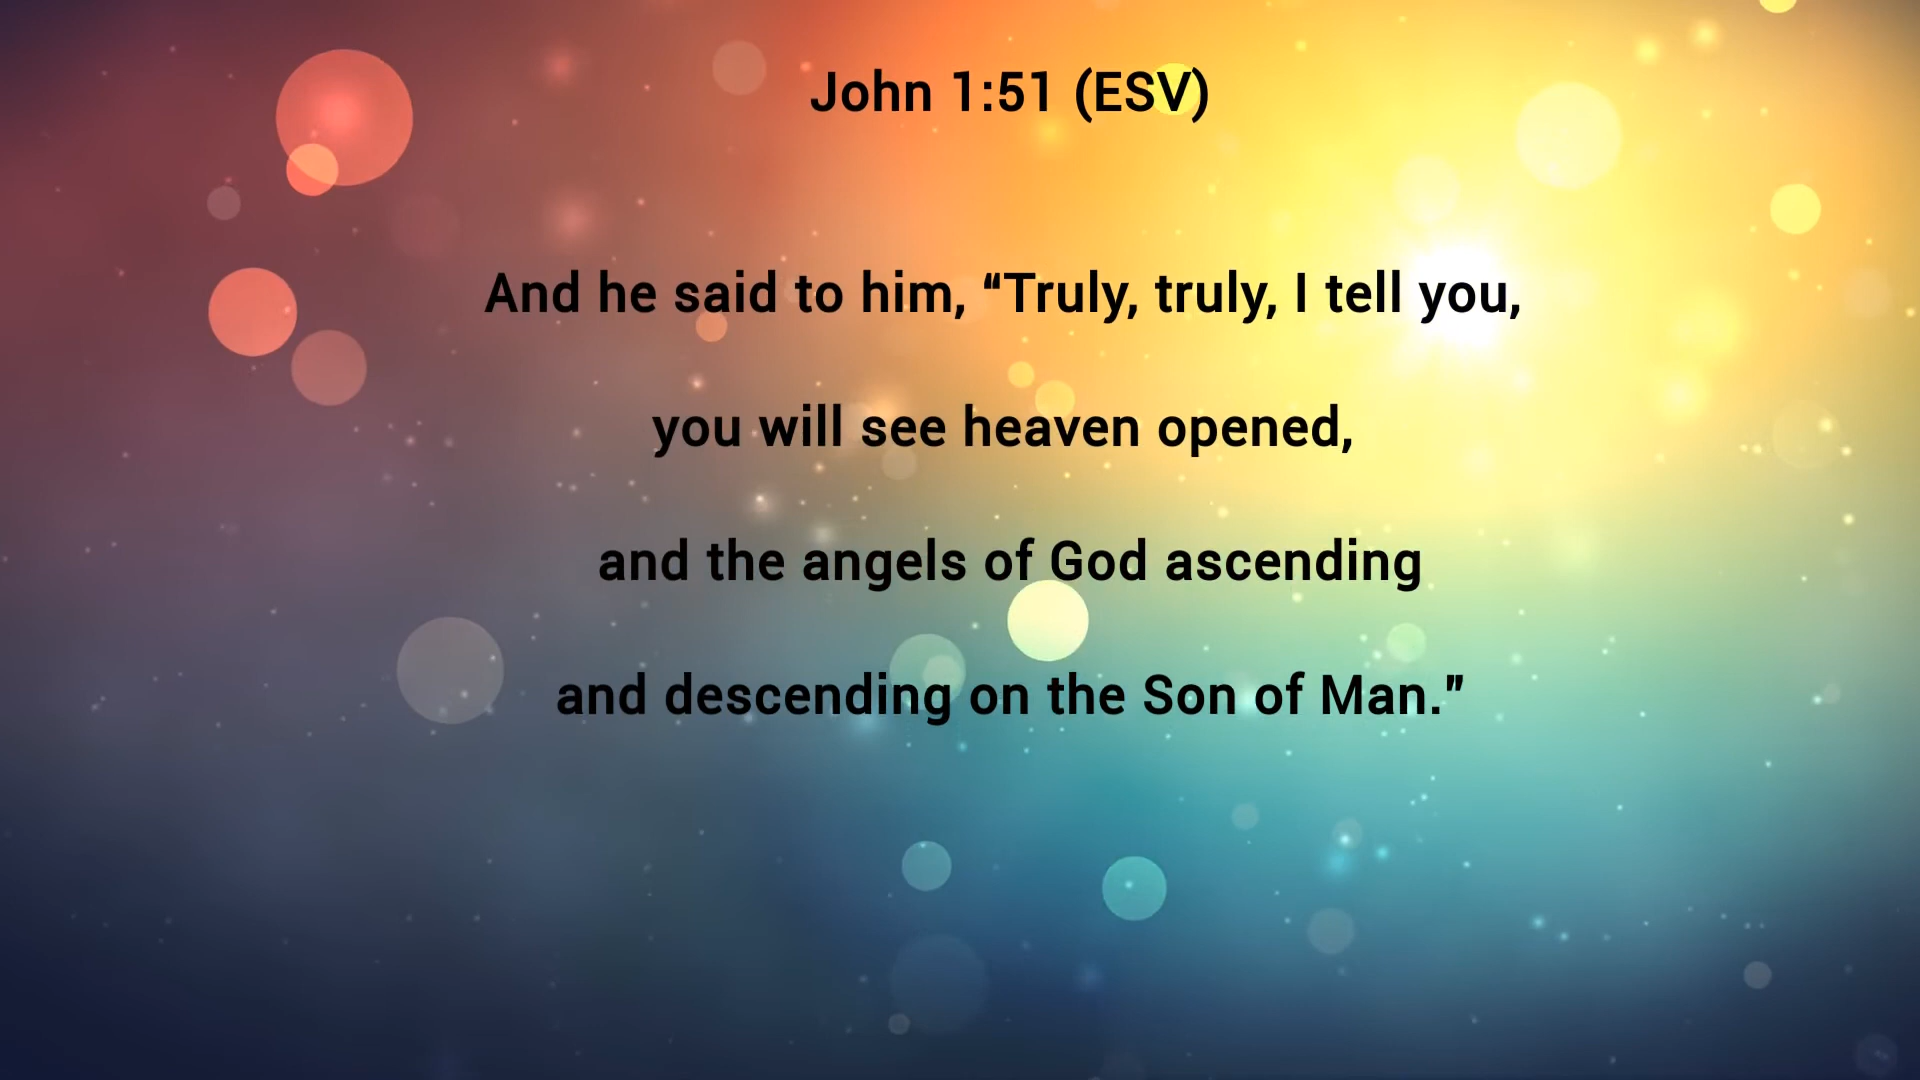 John 1:51 (ESV)
And he said to him, “Truly, truly, I tell you,
you will see heaven opened,
and the angels of God ascending
and descending on the Son of Man."